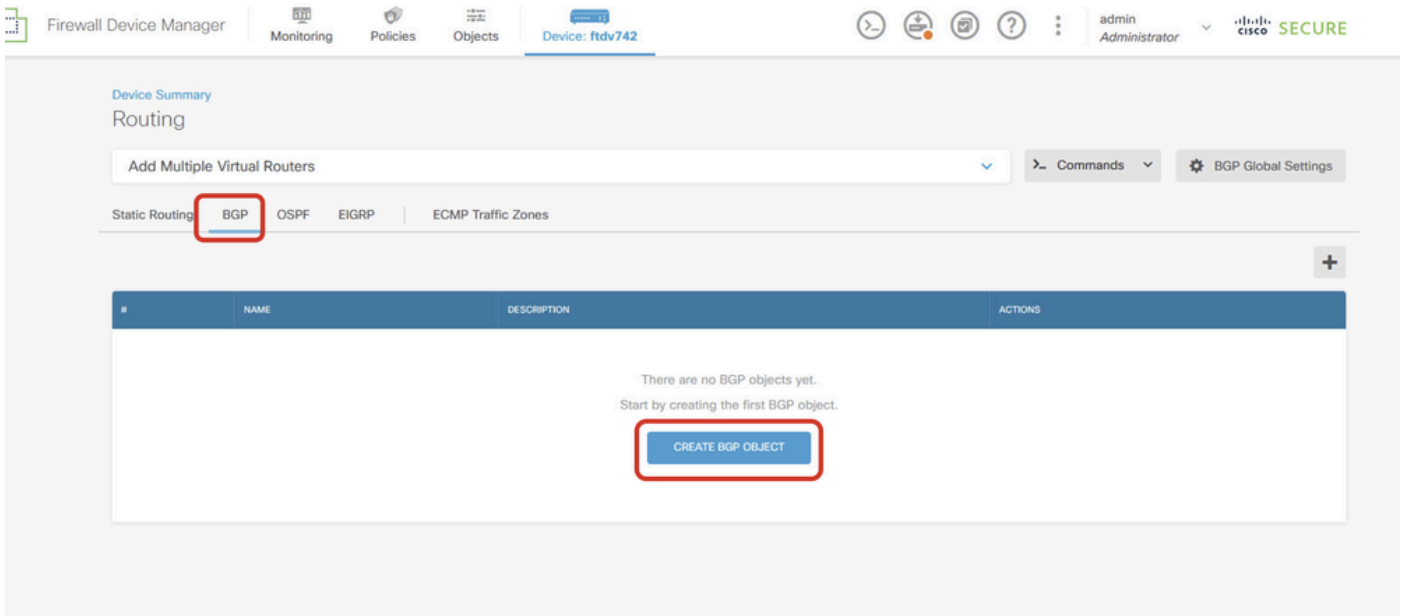 Firewall Device Manager
Monitoring
Policies
Objects
Device: ftdv742
admin
Administrator
cisco SECURE
Device Summary
Routing
Add Multiple Virtual Routers
>_ Commands
BGP Global Settings
Static Routing BGP OSPF EIGRP ECMP Traffic Zones
# NAME DESCRIPTION ACTIONS
There are no BGP objects yet.
Start by creating the first BGP object.
CREATE BGP OBJECT